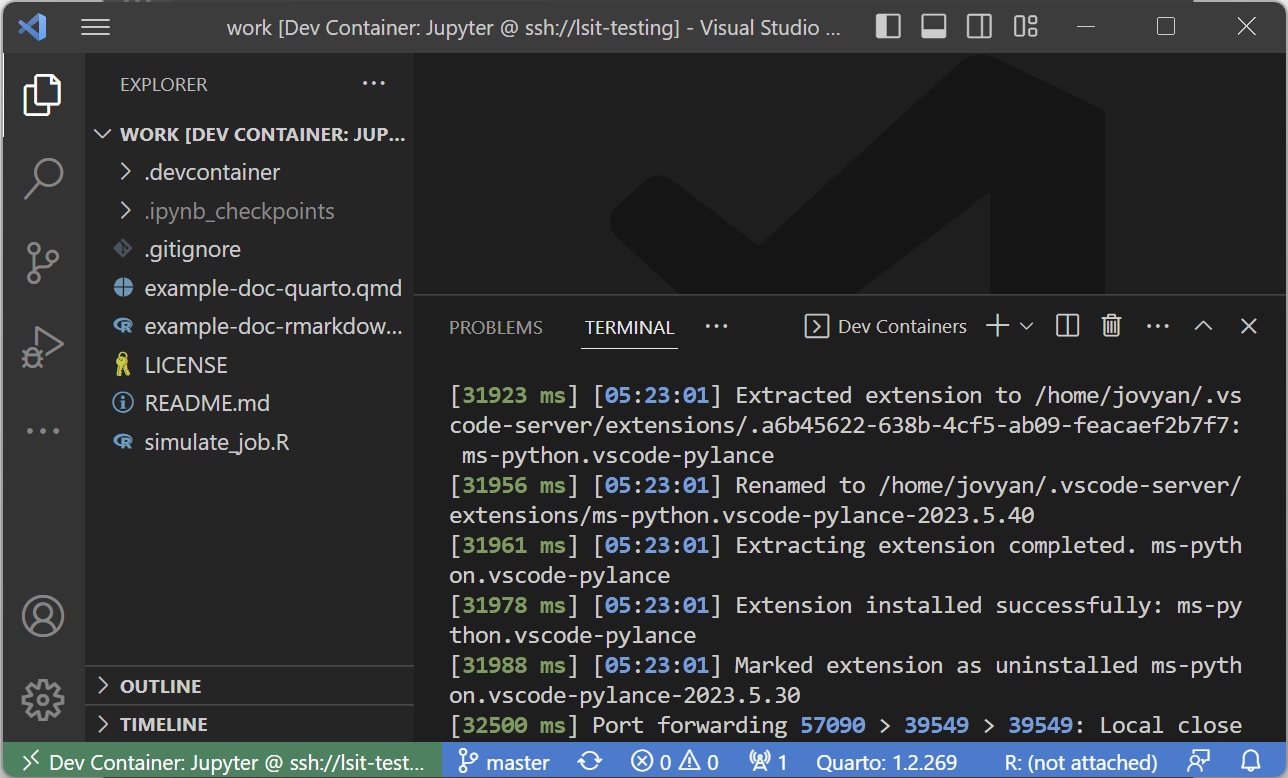 work [Dev Container: Jupyter @ ssh://lsit-testing] - Visual Studio ...
EXPLORER
WORK [DEV CONTAINER: JUP...
.devcontainer
.ipynb_checkpoints
.gitignore
example-doc-quarto.qmd
example-doc-rmarkdow...
LICENSE
README.md
simulate_job.R
OUTLINE
TIMELINE
PROBLEMS TERMINAL ... Dev Containers
[31923 ms] [05:23:01] Extracted extension to /home/jovyan/.vs
code-server/extensions/.a6b45622-638b-4cf5-ab09-feacaef2b7f7:
ms-python.vscode-pylance
[31956 ms] [05:23:01] Renamed to /home/jovyan/.vscode-server/
extensions/ms-python.vscode-pylance-2023.5.40
[31961 ms] [05:23:01] Extracting extension completed. ms-pyth
on.vscode-pylance
[31978 ms] [05:23:01] Extension installed successfully: ms-py
thon.vscode-pylance
[31988 ms] [05:23:01] Marked extension as uninstalled ms-pyth
on.vscode-pylance-2023.5.30
[32500 ms] Port forwarding 57090 > 39549 > 39549: Local close
Dev Container: Jupyter @ ssh://lsit-test... master 0 0 1 Quarto: 1.2.269 R: (not attached)